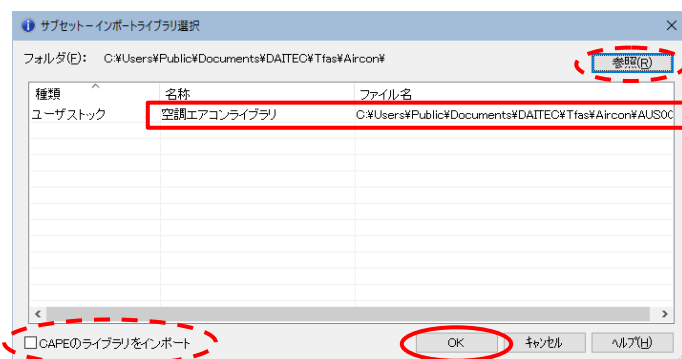 サブセット－インポートライブラリ選択
フォルダ(F): C:¥Users¥Public¥Documents¥DAITEC¥Tfas¥Aircon¥ 参照(R)
種類 名称 ファイル名
ユーザストック 空調エアコンライブラリ C:¥Users¥Public¥Documents¥DAITEC¥Tfas¥Aircon¥AUS00
CAPEのライブラリをインポート OK キャンセル ヘルプ(H)